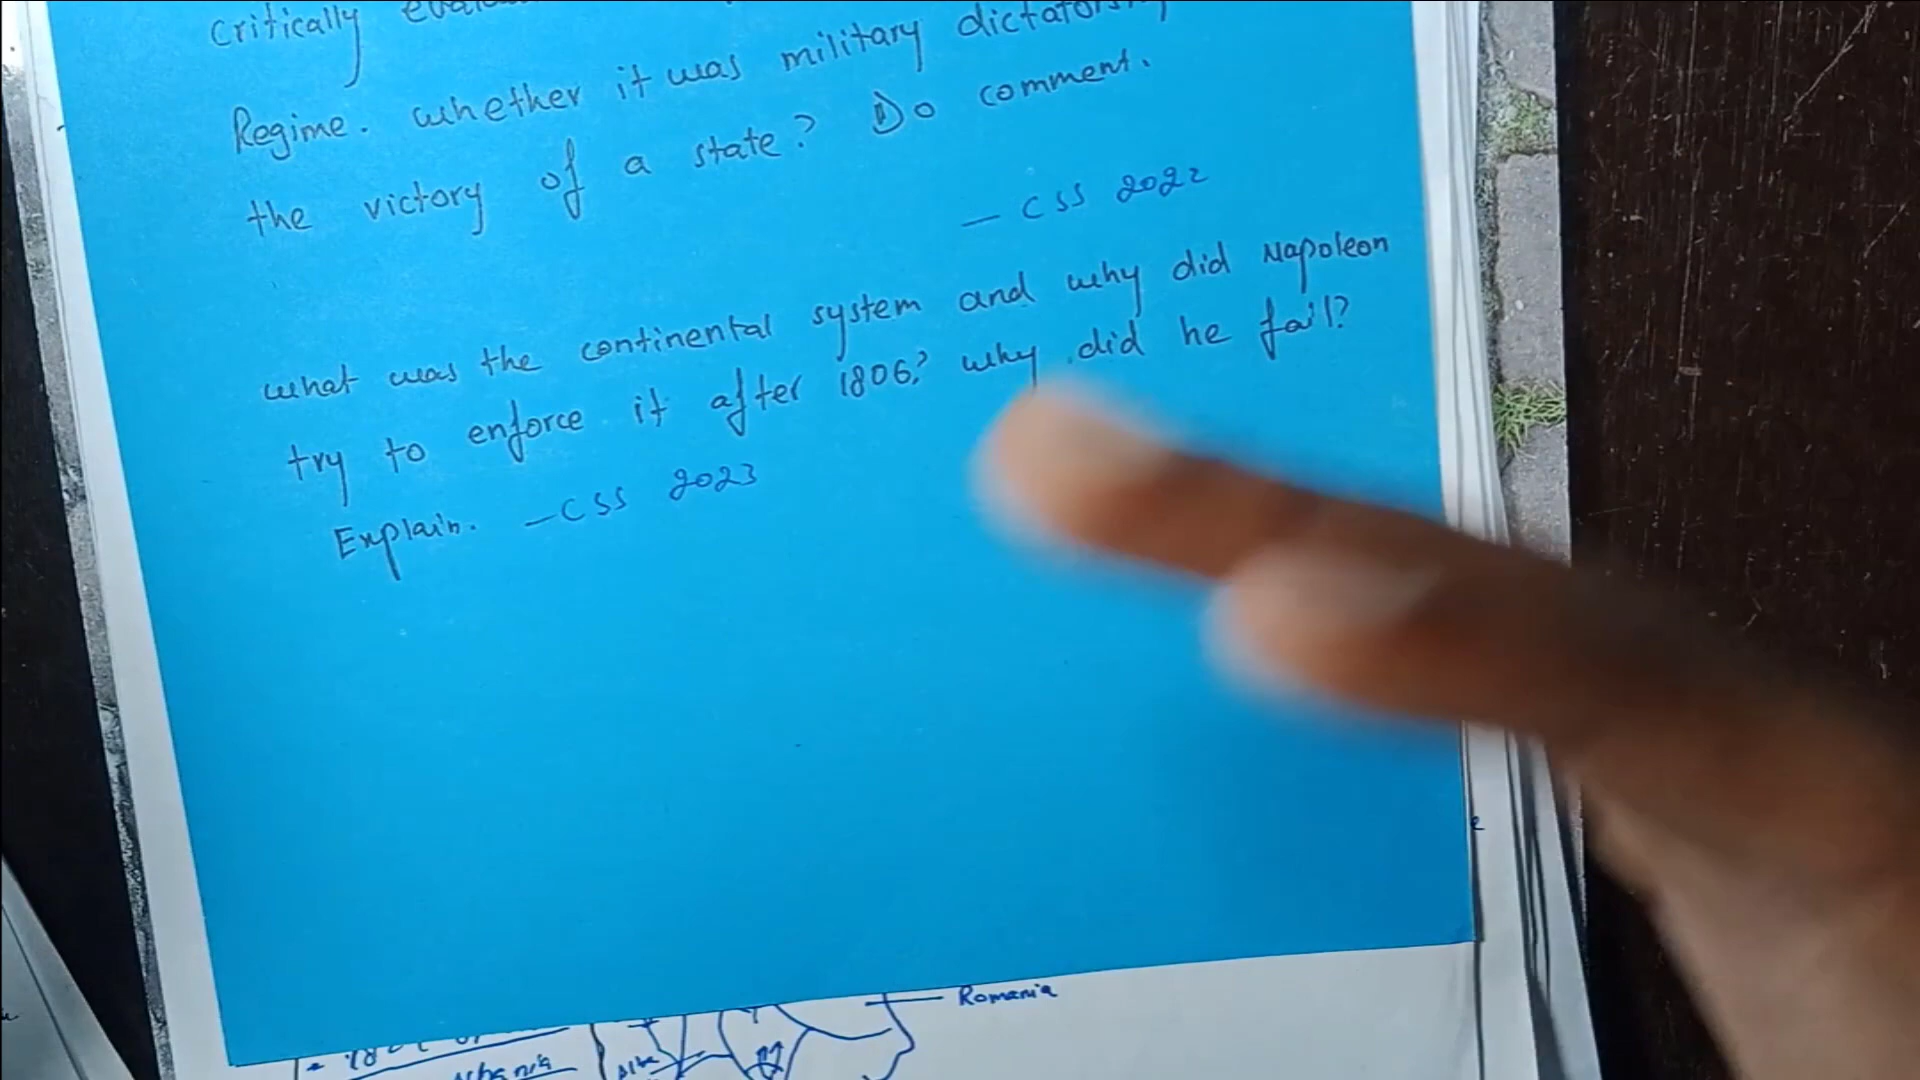 Critically
Regime. whether it was military dictatorship
the victory of a state? Do comment.
— CSS 2022
what was the continental system and why did Napoleon
try to enforce it after 1806? why did he fail?
Explain. — CSS 2023
Romania